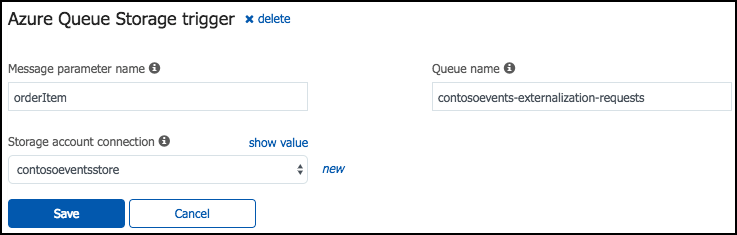 Azure Queue Storage trigger × delete
Message parameter name
Queue name
orderItem
contosoevents-externalization-requests
Storage account connection
show value
contosoeventsstore
new
Save
Cancel